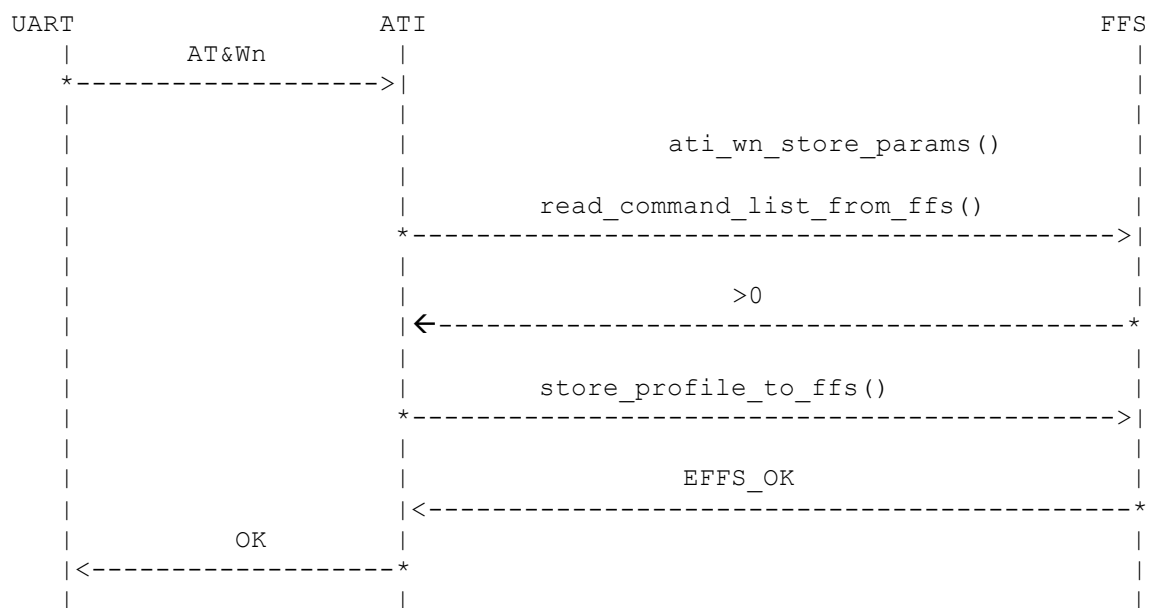 UART ATI FFS
AT&Wn
ati_wn_store_params()
read_command_list_from_ffs()
>0
store_profile_to_ffs()
EFFS_OK
OK